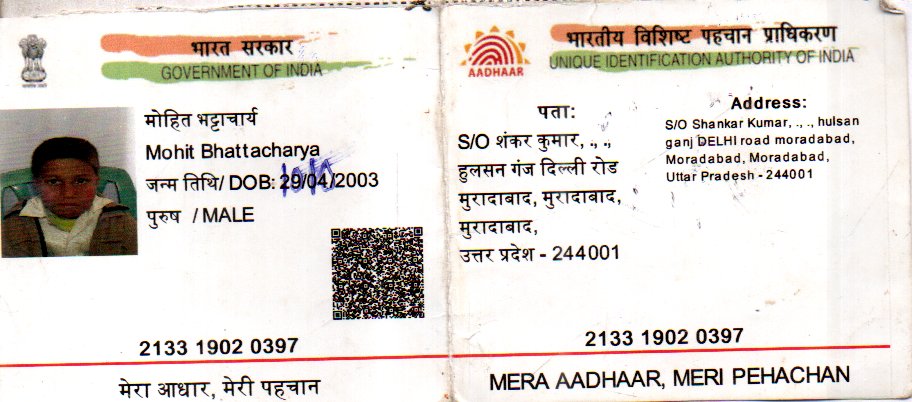 भारत सरकार
GOVERNMENT OF INDIA
मोहित भट्टाचार्य
Mohit Bhattacharya
जन्म तिथि/ DOB: 29/04/2003
पुरुष / MALE
2133 1902 0397
मेरा आधार, मेरी पहचान
भारतीय विशिष्ट पहचान प्राधिकरण
UNIQUE IDENTIFICATION AUTHORITY OF INDIA
AADHAAR
पता:
S/O शंकर कुमार, ., .,
हुलसन गंज दिल्ली रोड
मुरादाबाद, मुरादाबाद,
मुरादाबाद,
उत्तर प्रदेश - 244001
Address:
S/O Shankar Kumar, ., ., hulsan
ganj DELHI road moradabad,
Moradabad, Moradabad,
Uttar Pradesh - 244001
2133 1902 0397
MERA AADHAAR, MERI PEHACHAN